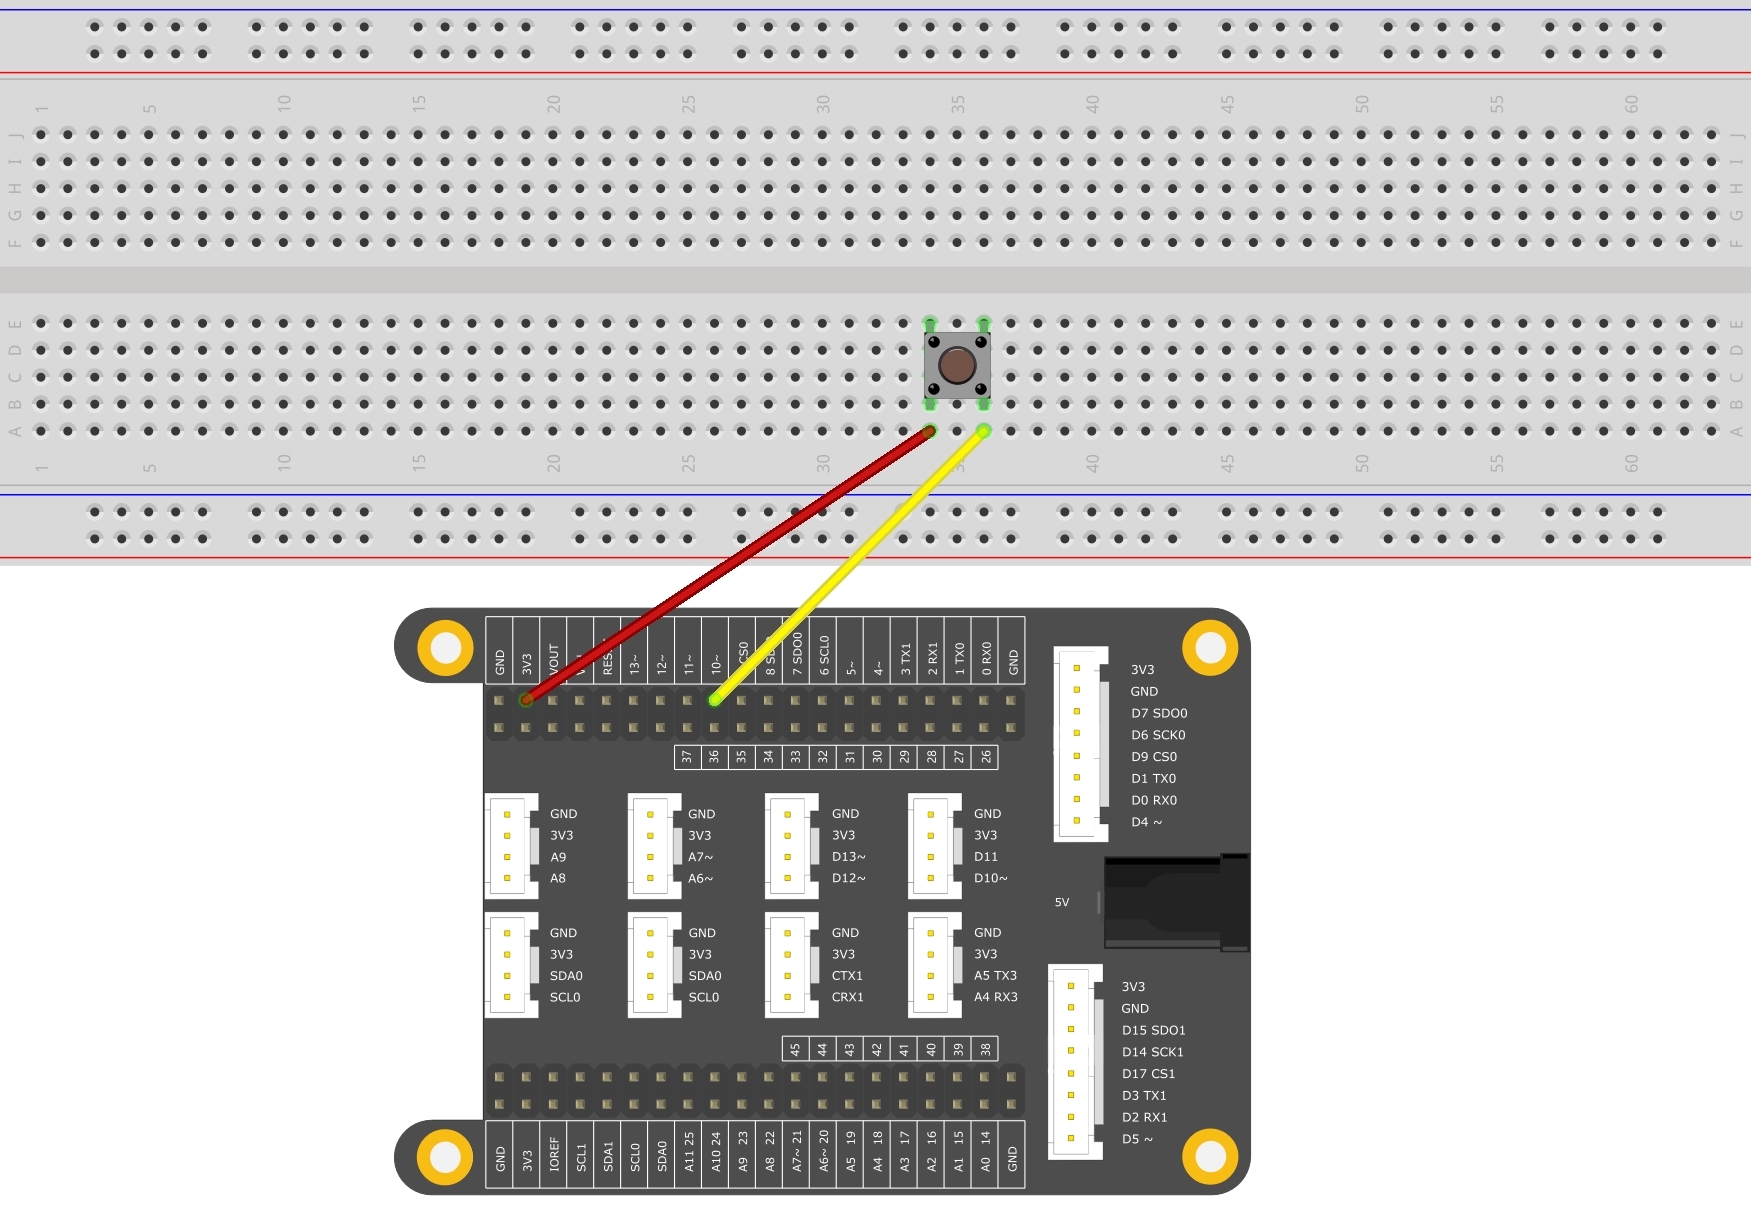 1 5 10 15 20 25 30 35 40 45 50 55 60
J J
I I
H H
G G
F F
E E
D D
C C
B B
A A
1 5 10 15 20 25 30 40 45 50 55 60
GND 3V3 VOUT 13~ 12~ 11~ 10~ 7 SDO0 6 SCL0 5~ 4~ 3 TX1 2 RX1 1 TX0 0 RX0 GND
37 36 35 34 33 32 31 30 29 28 27 26
3V3
GND
D7 SDO0
D6 SCK0
D9 CS0
D1 TX0
D0 RX0
D4 ~
GND
3V3
A9
A8
GND
3V3
A7~
A6~
GND
3V3
D13~
D12~
GND
3V3
D11
D10~
5V
GND
3V3
SDA0
SCL0
GND
3V3
SDA0
SCL0
GND
3V3
CTX1
CRX1
GND
3V3
A5 TX3
A4 RX3
3V3
GND
D15 SDO1
D14 SCK1
D17 CS1
D3 TX1
D2 RX1
D5 ~
45 44 43 42 41 40 39 38
GND 3V3 IOREF SCL1 SDA1 SCL0 SDA0 A11 25 A10 24 A9 23 A8 22 A7~ 21 A6~ 20 A5 19 A4 18 A3 17 A2 16 A1 15 A0 14 GND